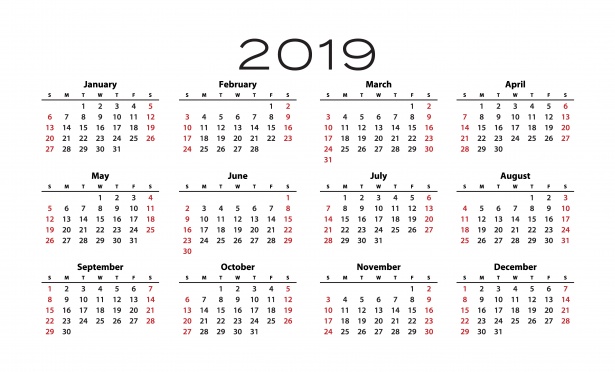 2019
January
S M T W T F S
1 2 3 4 5
6 7 8 9 10 11 12
13 14 15 16 17 18 19
20 21 22 23 24 25 26
27 28 29 30 31
February
S M T W T F S
1 2
3 4 5 6 7 8 9
10 11 12 13 14 15 16
17 18 19 20 21 22 23
24 25 26 27 28
March
S M T W T F S
1 2
3 4 5 6 7 8 9
10 11 12 13 14 15 16
17 18 19 20 21 22 23
24 25 26 27 28 29 30
31
April
S M T W T F S
1 2 3 4 5 6
7 8 9 10 11 12 13
14 15 16 17 18 19 20
21 22 23 24 25 26 27
28 29 30
May
S M T W T F S
1 2 3 4
5 6 7 8 9 10 11
12 13 14 15 16 17 18
19 20 21 22 23 24 25
26 27 28 29 30 31
June
S M T W T F S
1
2 3 4 5 6 7 8
9 10 11 12 13 14 15
16 17 18 19 20 21 22
23 24 25 26 27 28 29
30
July
S M T W T F S
1 2 3 4 5 6
7 8 9 10 11 12 13
14 15 16 17 18 19 20
21 22 23 24 25 26 27
28 29 30 31
August
S M T W T F S
1 2 3
4 5 6 7 8 9 10
11 12 13 14 15 16 17
18 19 20 21 22 23 24
25 26 27 28 29 30 31
September
S M T W T F S
1 2 3 4 5 6 7
8 9 10 11 12 13 14
15 16 17 18 19 20 21
22 23 24 25 26 27 28
29 30
October
S M T W T F S
1 2 3 4 5
6 7 8 9 10 11 12
13 14 15 16 17 18 19
20 21 22 23 24 25 26
27 28 29 30 31
November
S M T W T F S
1 2
3 4 5 6 7 8 9
10 11 12 13 14 15 16
17 18 19 20 21 22 23
24 25 26 27 28 29 30
December
S M T W T F S
1 2 3 4 5 6 7
8 9 10 11 12 13 14
15 16 17 18 19 20 21
22 23 24 25 26 27 28
29 30 31